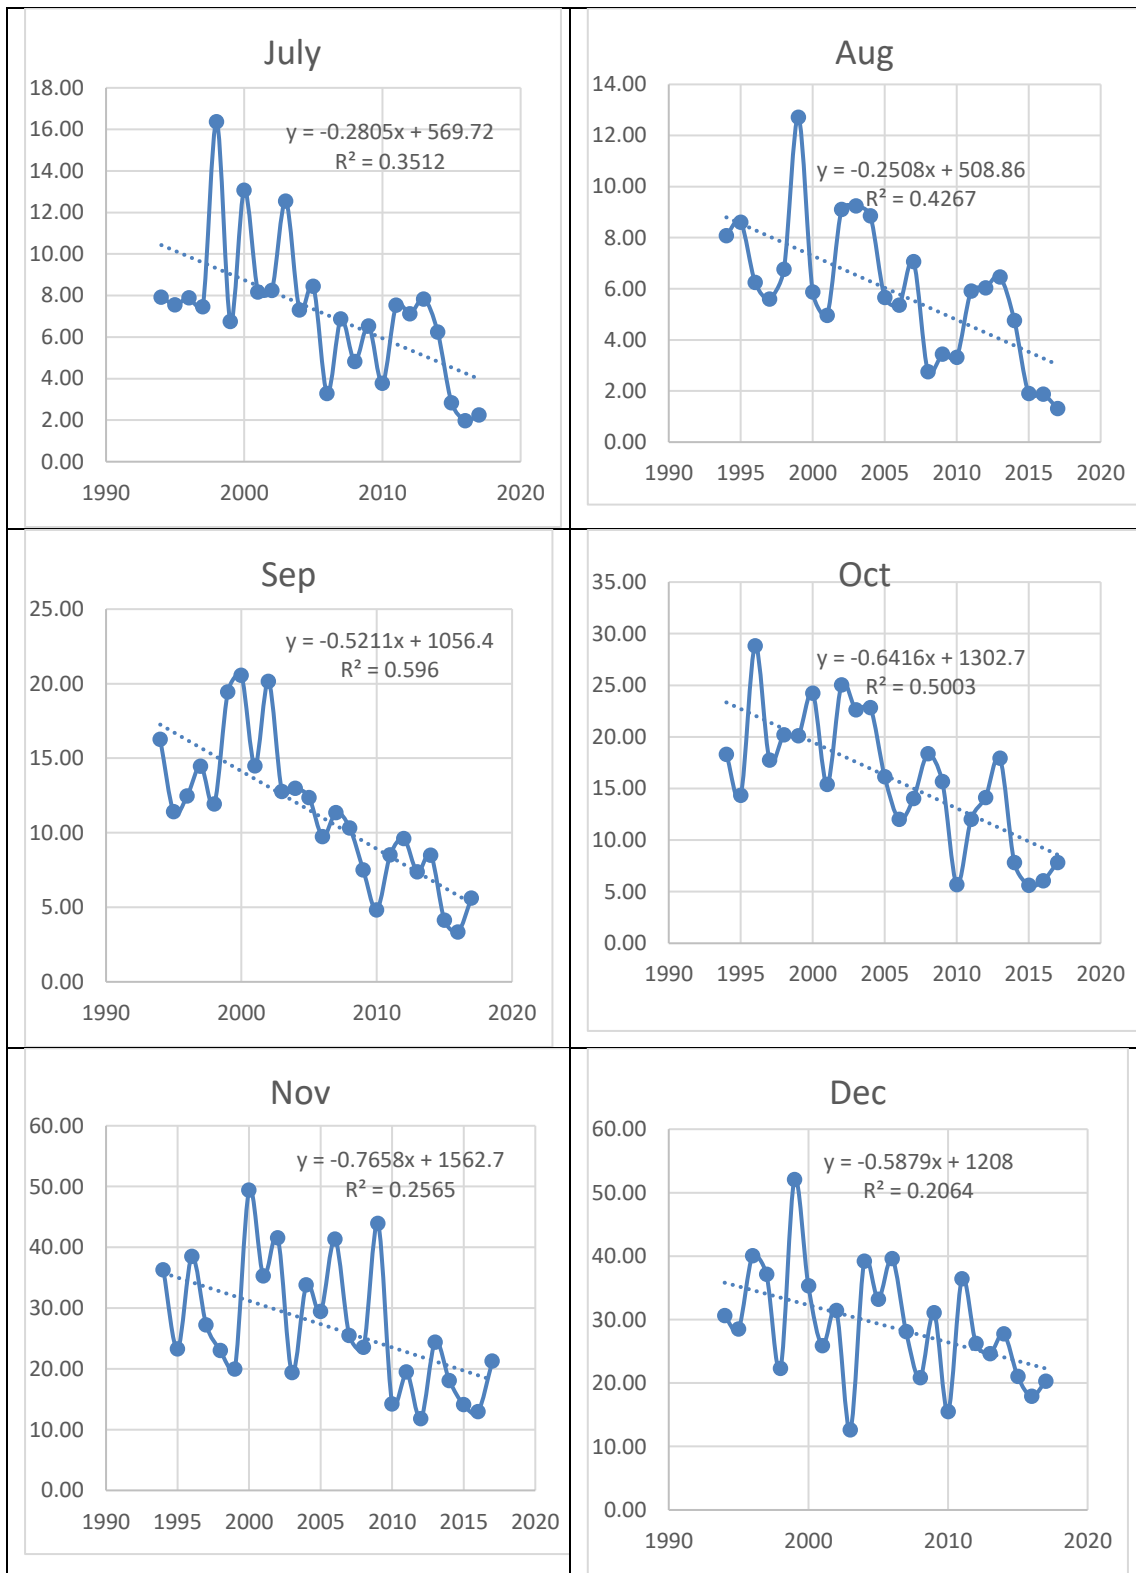 July
y = -0.2805x + 569.72
R² = 0.3512
18.00
16.00
14.00
12.00
10.00
8.00
6.00
4.00
2.00
0.00
1990 2000 2010 2020
Aug
y = -0.2508x + 508.86
R² = 0.4267
14.00
12.00
10.00
8.00
6.00
4.00
2.00
0.00
1990 1995 2000 2005 2010 2015 2020
Sep
y = -0.5211x + 1056.4
R² = 0.596
25.00
20.00
15.00
10.00
5.00
0.00
1990 2000 2010 2020
Oct
y = -0.6416x + 1302.7
R² = 0.5003
35.00
30.00
25.00
20.00
15.00
10.00
5.00
0.00
1990 1995 2000 2005 2010 2015 2020
Nov
y = -0.7658x + 1562.7
R² = 0.2565
60.00
50.00
40.00
30.00
20.00
10.00
0.00
1990 1995 2000 2005 2010 2015 2020
Dec
y = -0.5879x + 1208
R² = 0.2064
60.00
50.00
40.00
30.00
20.00
10.00
0.00
1990 2000 2010 2020